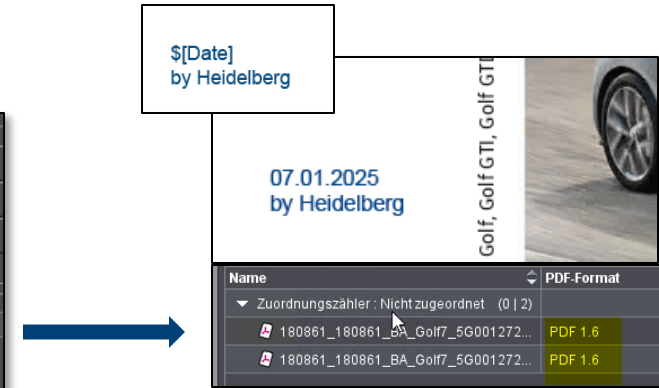 $[Date]
by Heidelberg
Golf, Golf GTI, Golf GTD
07.01.2025
by Heidelberg
Name
PDF-Format
Zuordnungszähler : Nicht zugeordnet (0 | 2)
180861_180861_BA_Golf7_5G001272...
PDF 1.6
180861_180861_BA_Golf7_5G001272...
PDF 1.6